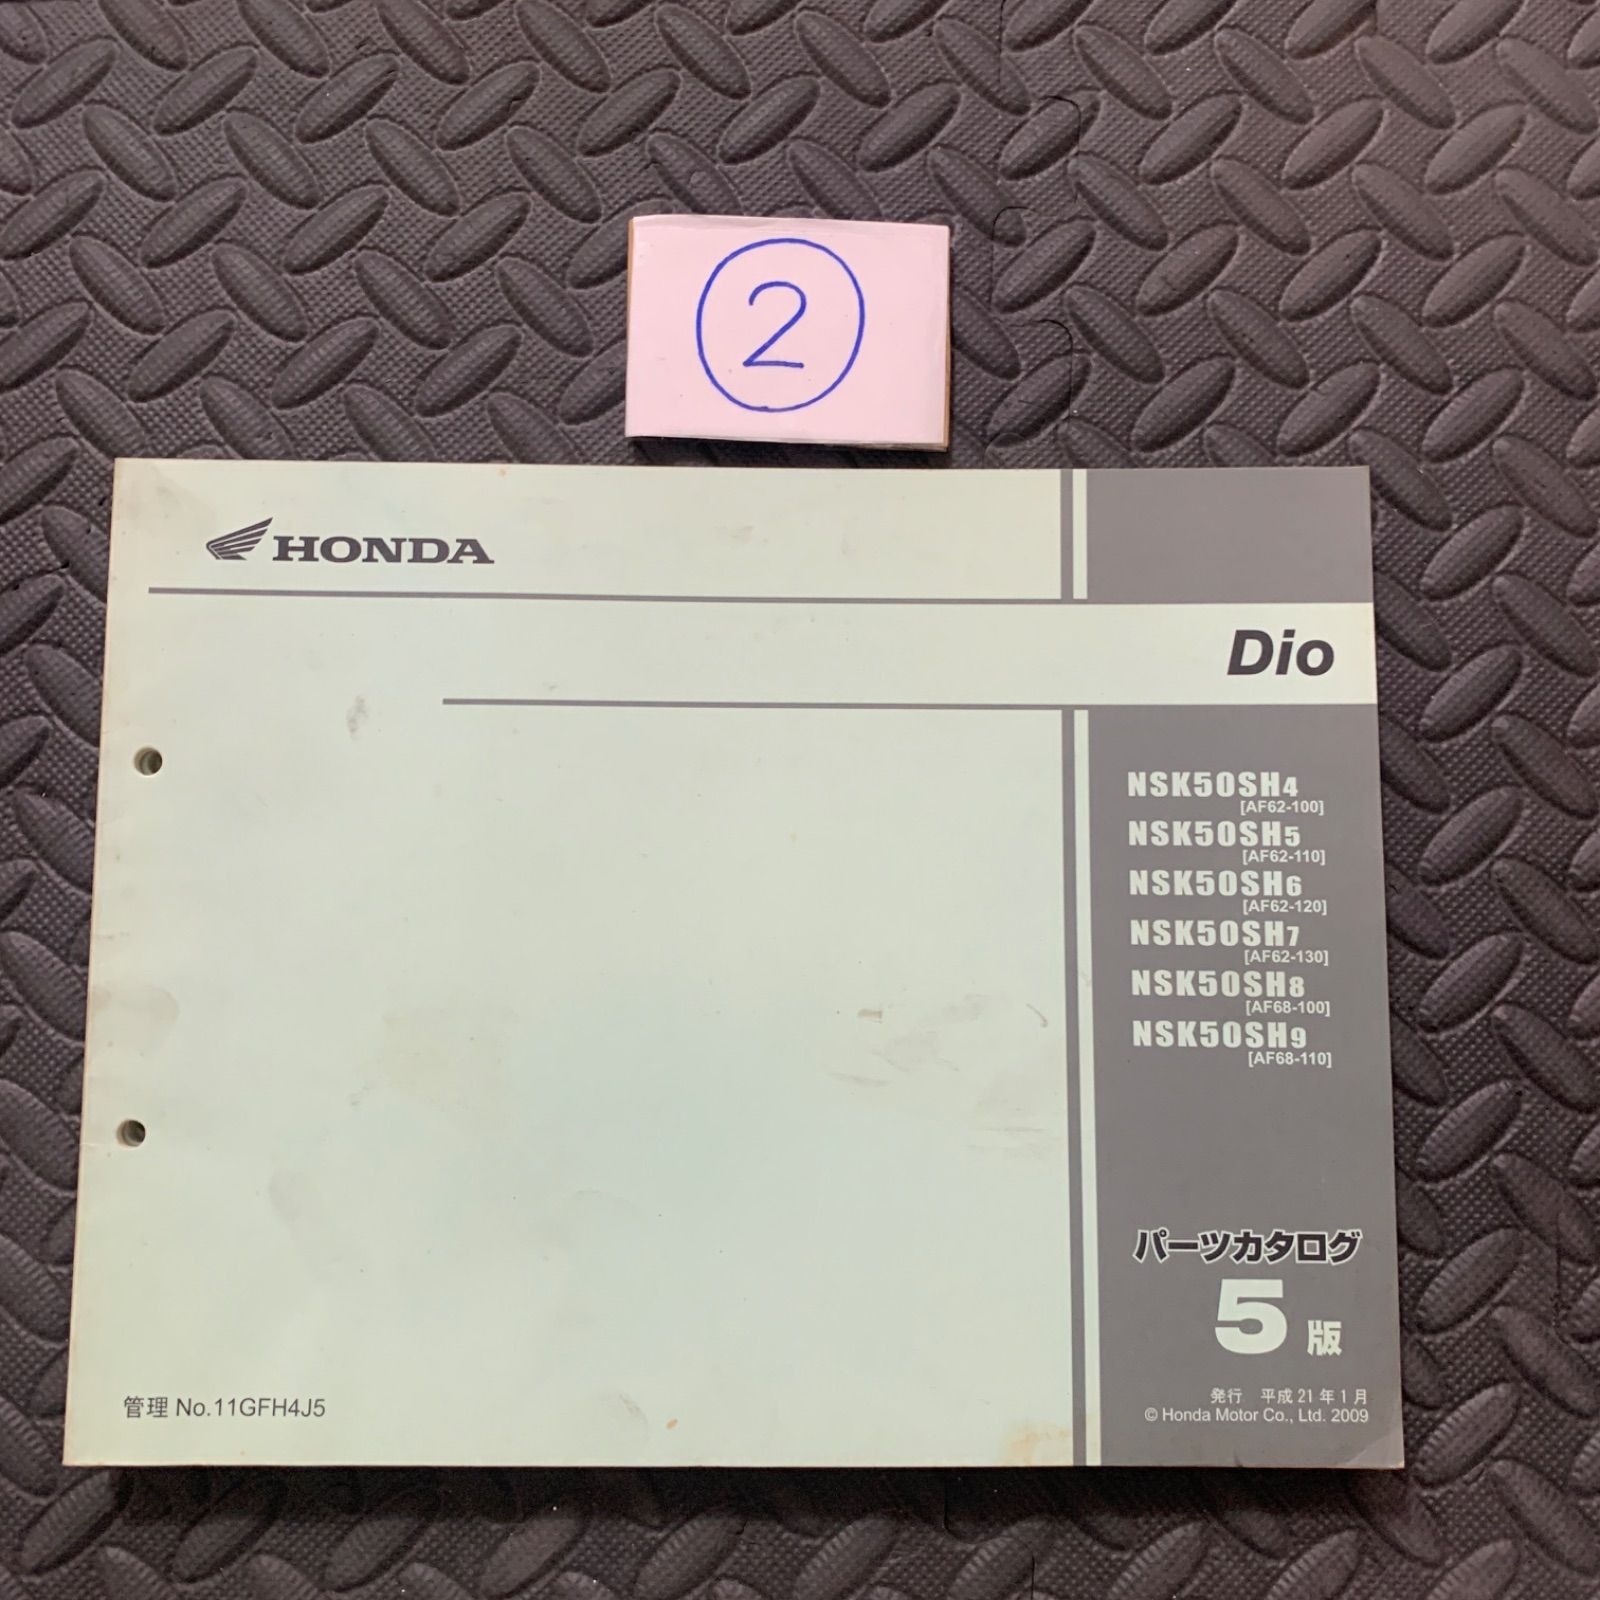 ②
HONDA
Dio
NSK50SH4
[AF62-100]
NSK50SH5
[AF62-110]
NSK50SH6
[AF62-120]
NSK50SH7
[AF62-130]
NSK50SH8
[AF68-100]
NSK50SH9
[AF68-110]
パーツカタログ
5版
発行 平成21年1月
© Honda Motor Co., Ltd. 2009
管理 No.11GFH4J5